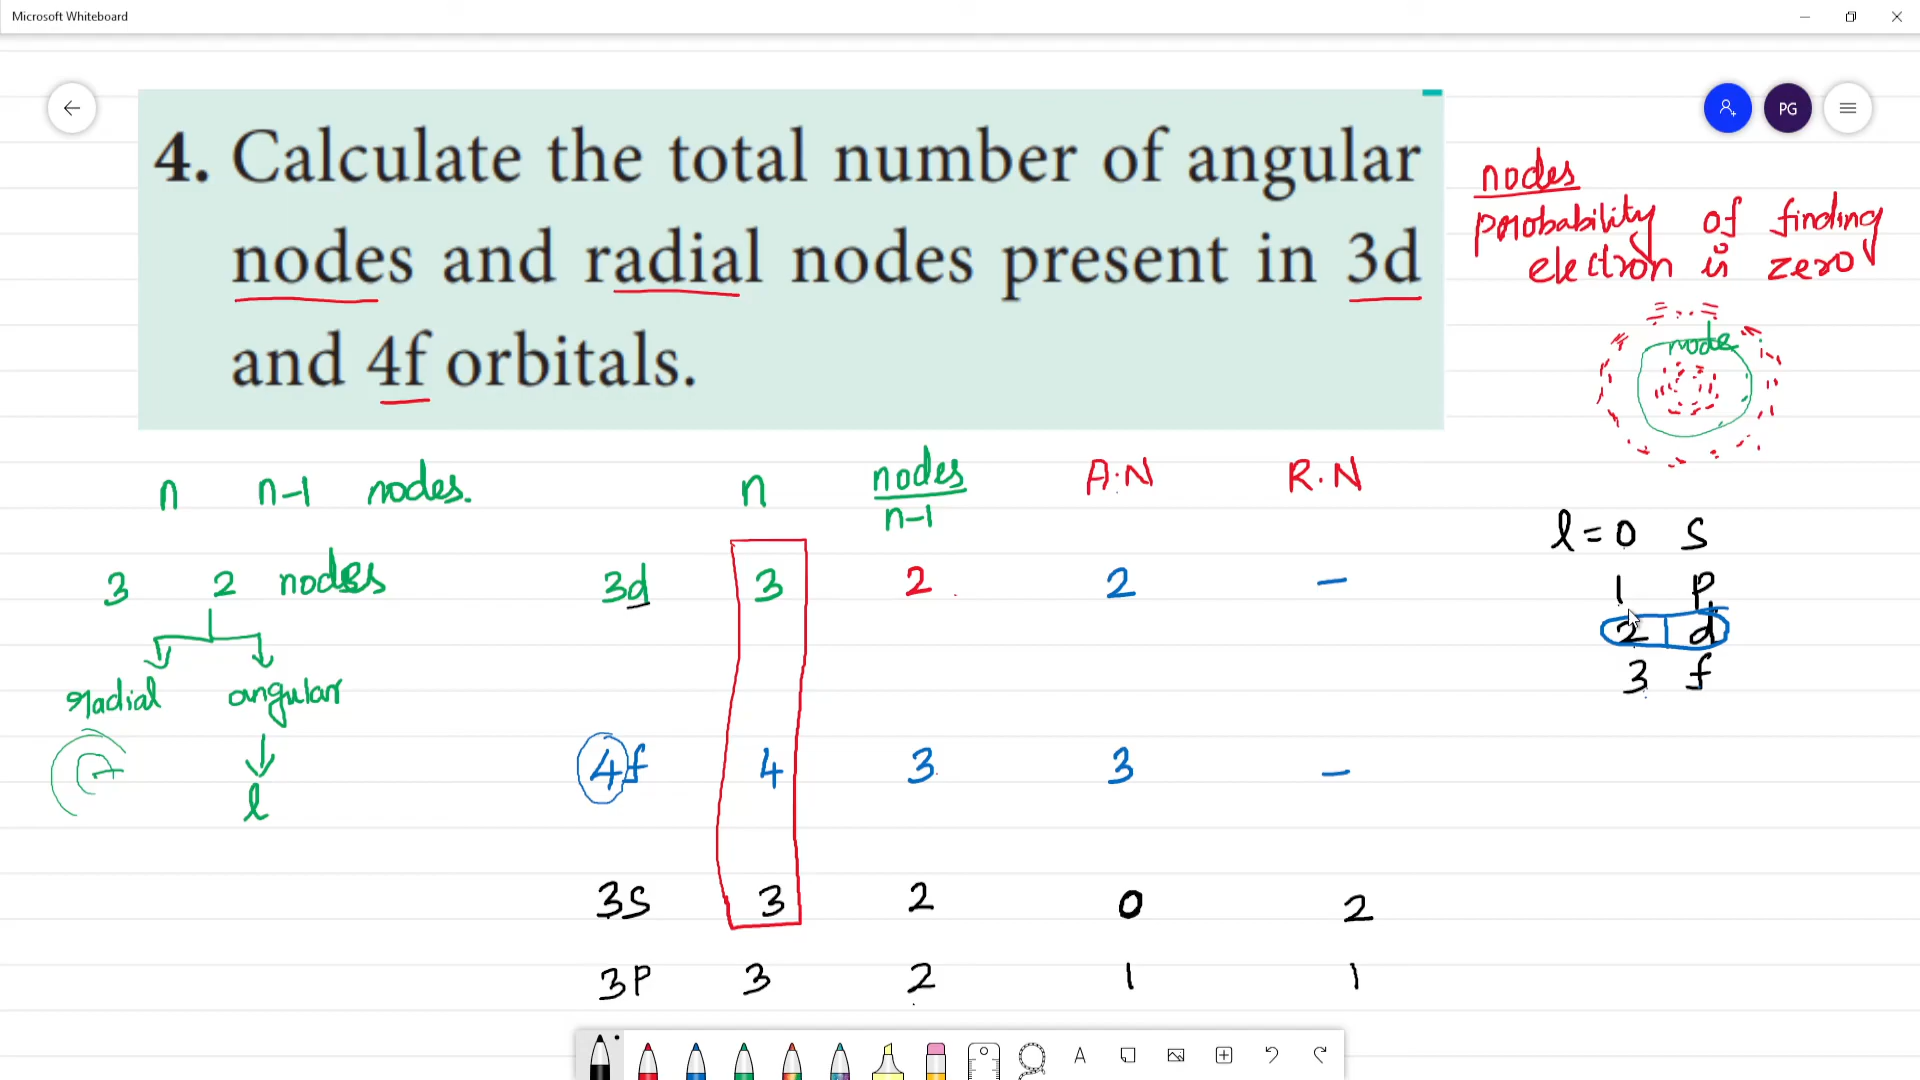 Microsoft Whiteboard
PG
4. Calculate the total number of angular
nodes and radial nodes present in 3d
and 4f orbitals.
nodes
probability of finding
electron is zero
node
n n-1 nodes.
3 2 nodes
radial angular
l
n nodes A.N R.N
n-1
3d 3 2 2 -
4f 4 3 3 -
3S 3 2 0 2
3P 3 2 1 1
l = 0 S
1 P
2 d
3 f
A